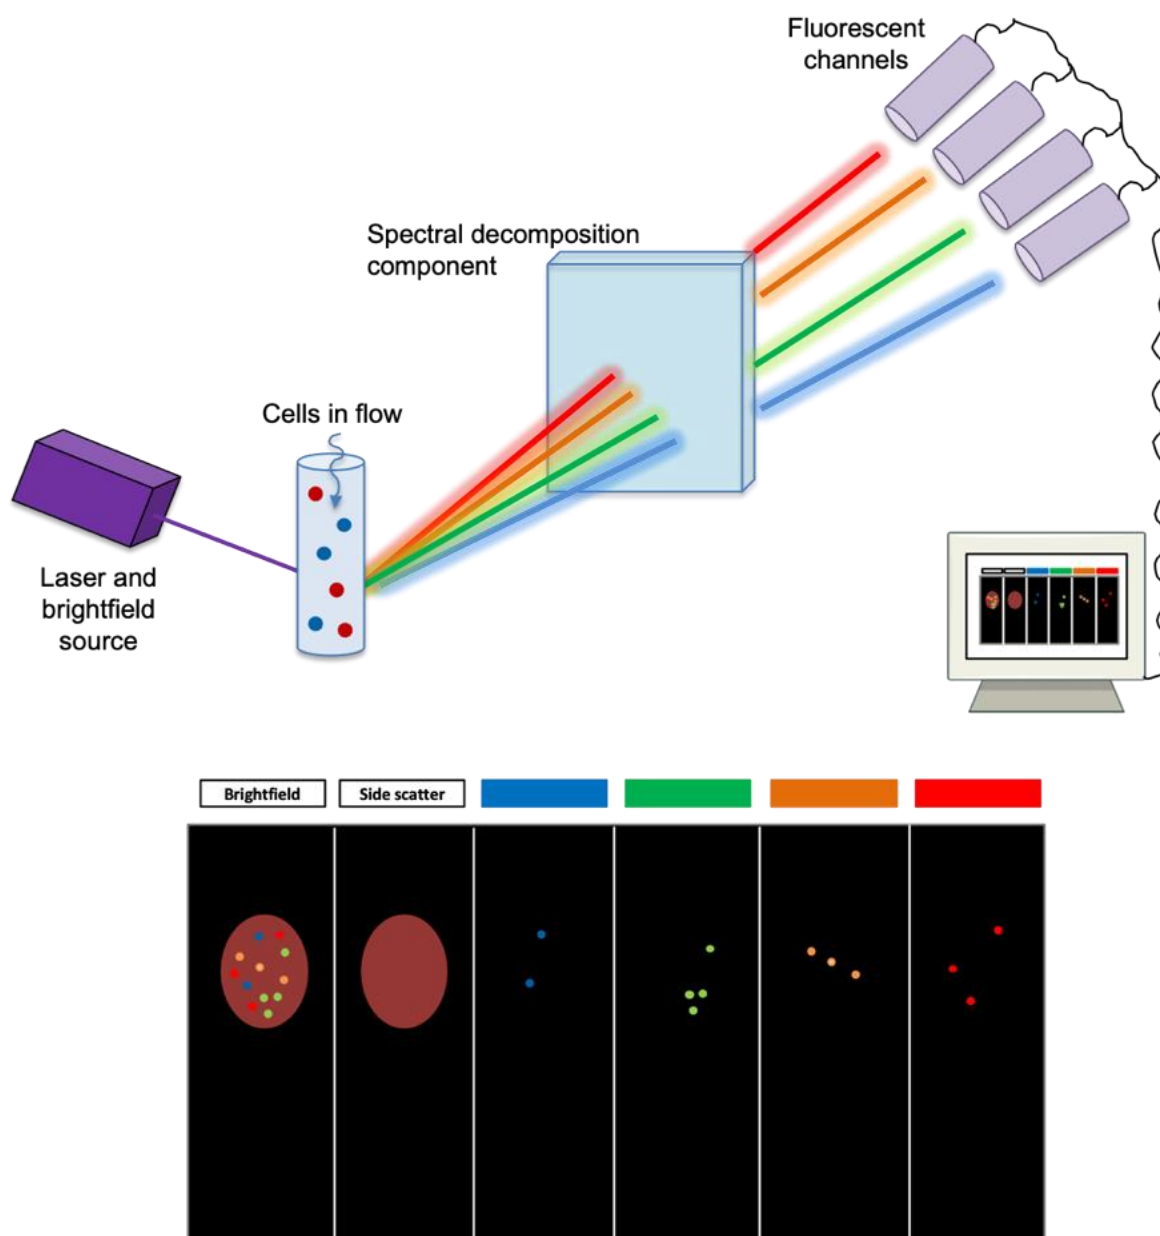 Fluorescent
channels
Spectral decomposition
component
Cells in flow
Laser and
brightfield
source
Brightfield
Side scatter